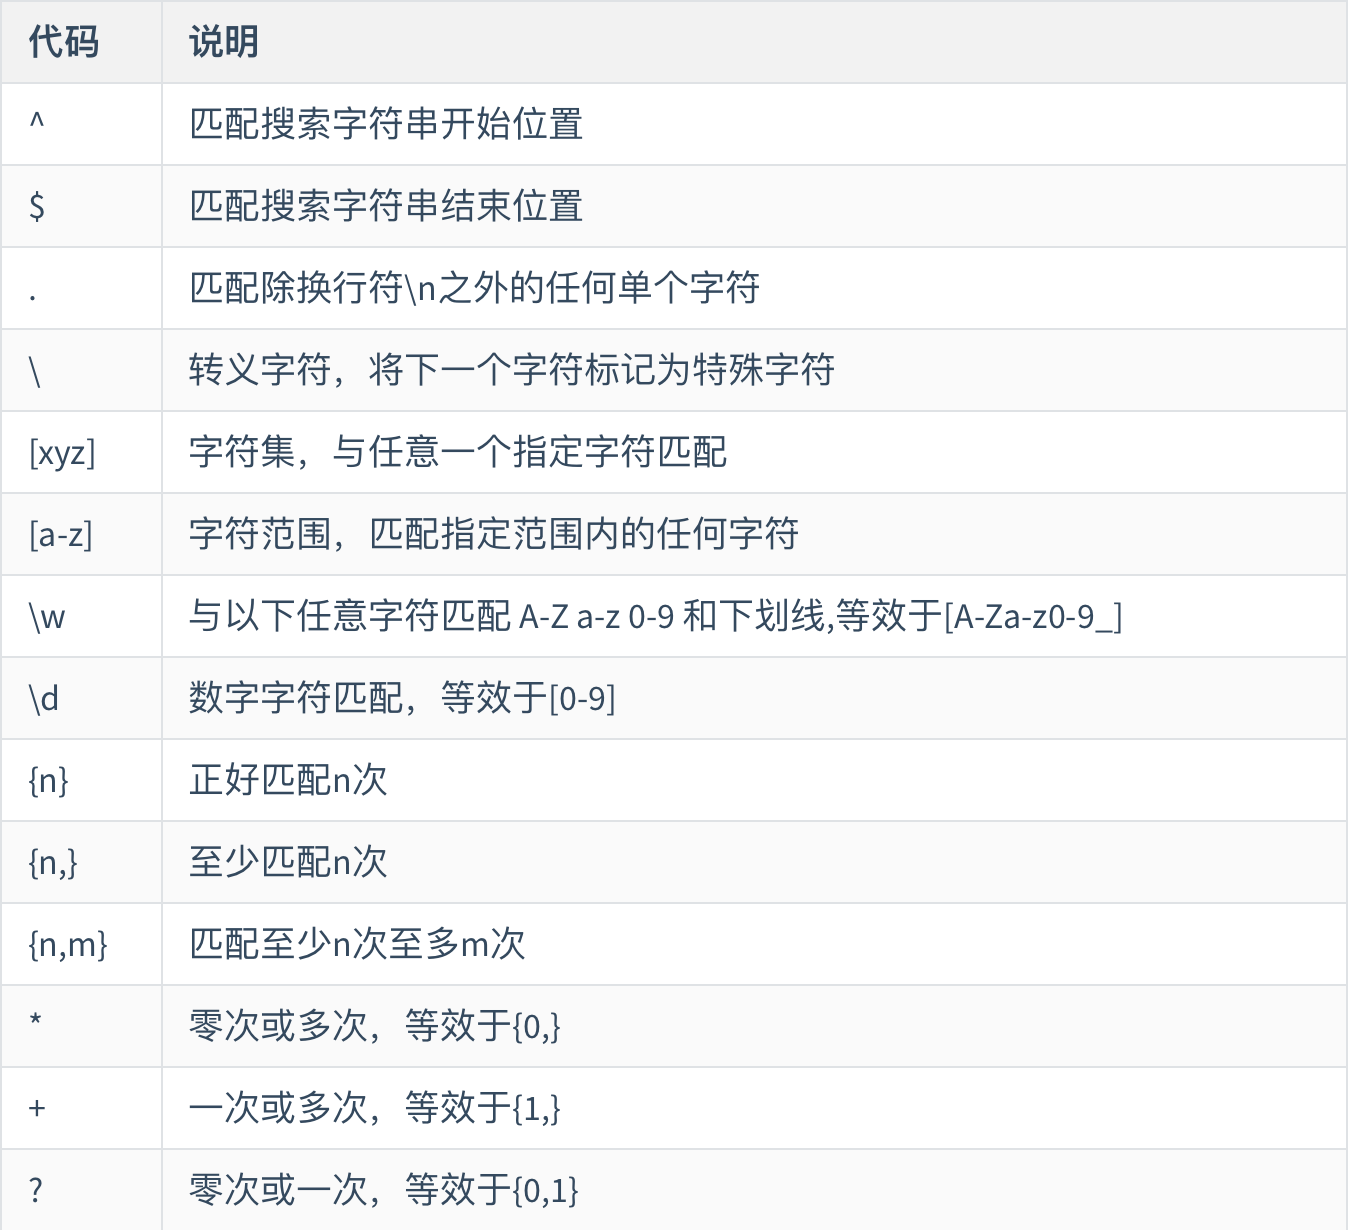 代码 说明
^ 匹配搜索字符串开始位置
$ 匹配搜索字符串结束位置
. 匹配除换行符\n之外的任何单个字符
\ 转义字符，将下一个字符标记为特殊字符
[xyz] 字符集，与任意一个指定字符匹配
[a-z] 字符范围，匹配指定范围内的任何字符
\w 与以下任意字符匹配 A-Z a-z 0-9 和下划线,等效于[A-Za-z0-9_]
\d 数字字符匹配，等效于[0-9]
{n} 正好匹配n次
{n,} 至少匹配n次
{n,m} 匹配至少n次至多m次
* 零次或多次，等效于{0,}
+ 一次或多次，等效于{1,}
? 零次或一次，等效于{0,1}